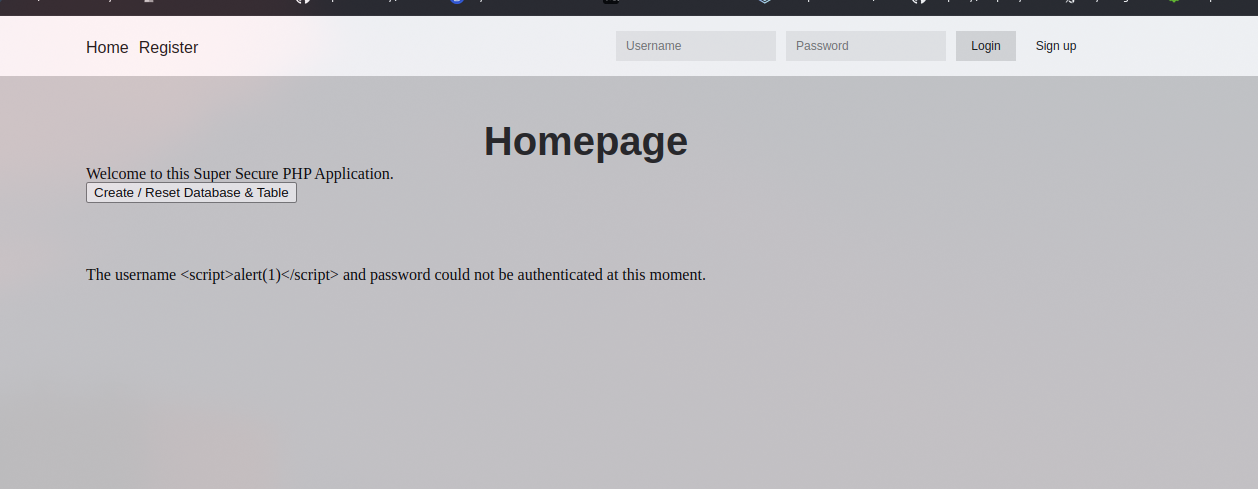 Home Register Username Password Login Sign up
Homepage
Welcome to this Super Secure PHP Application.
Create / Reset Database & Table
The username <script>alert(1)</script> and password could not be authenticated at this moment.